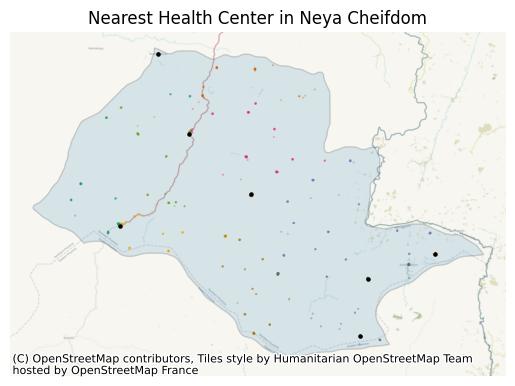 Nearest Health Center in Neya Cheifdom
(C) OpenStreetMap contributors, Tiles style by Humanitarian OpenStreetMap Team
hosted by OpenStreetMap France